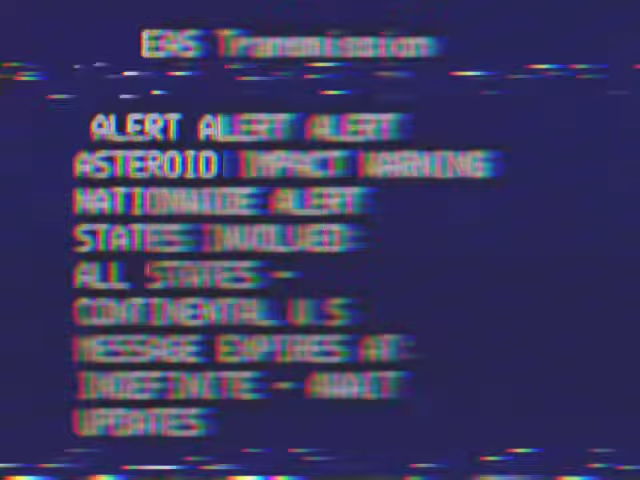 EAS Transmission
ALERT ALERT ALERT
ASTEROID IMPACT WARNING
NATIONWIDE ALERT
STATES INVOLVED:
ALL STATES -
CONTINENTAL U.S
MESSAGE EXPIRES AT:
INDEFINITE - AWAIT
UPDATES